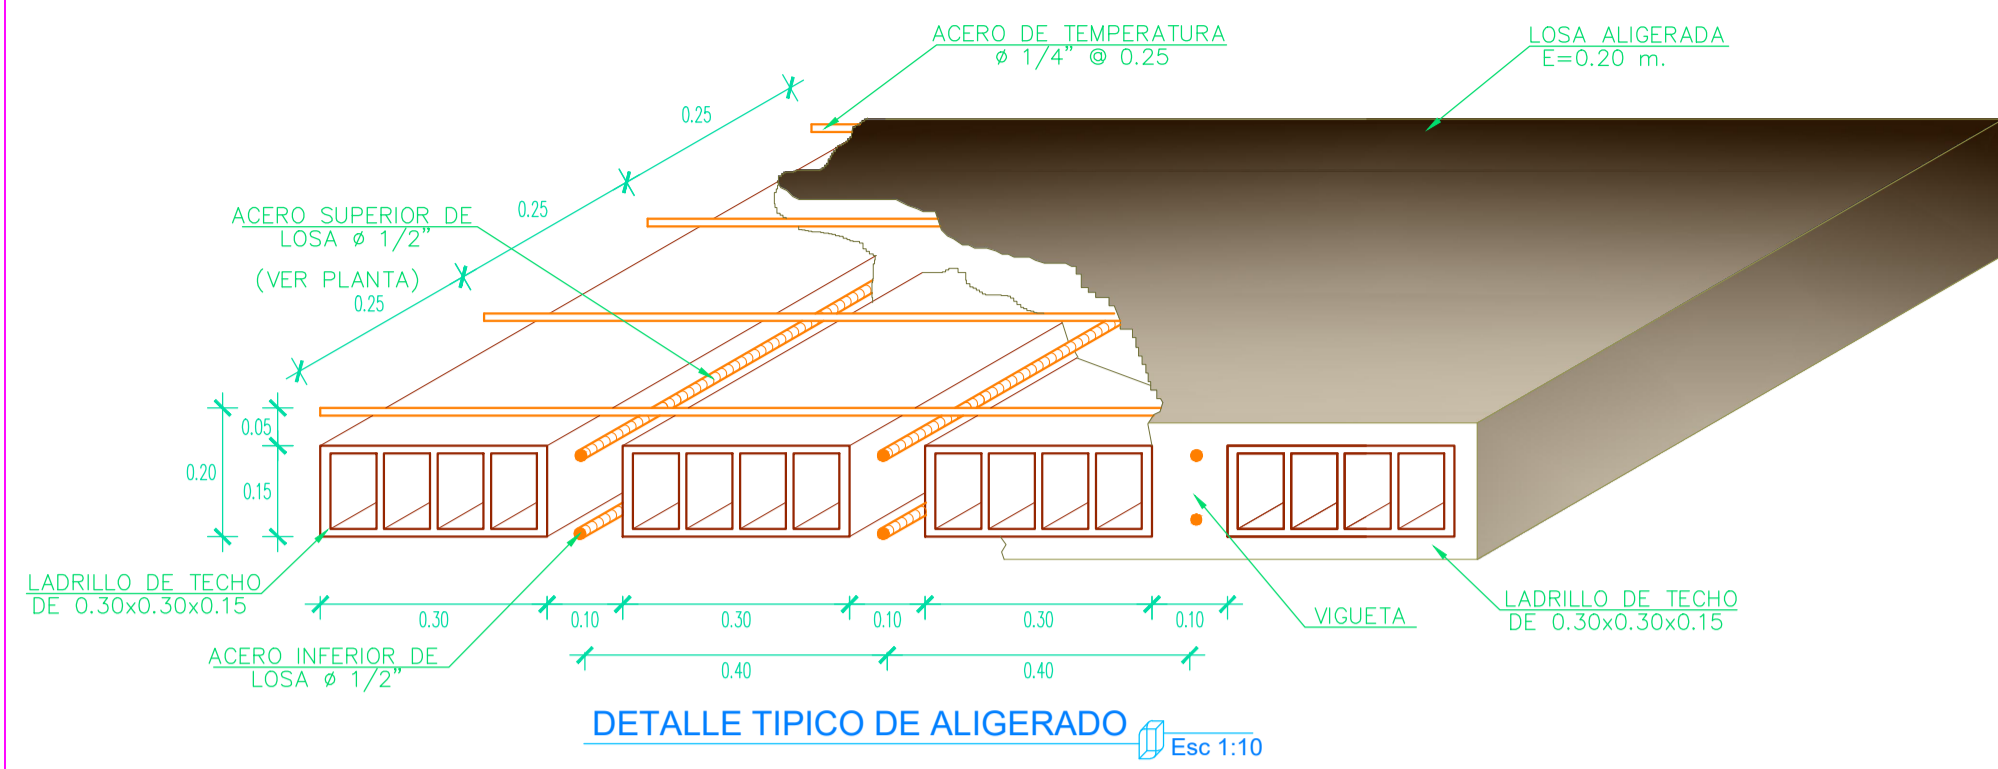 ACERO DE TEMPERATURA
ø 1/4" @ 0.25
LOSA ALIGERADA
E=0.20 m.
0.25
0.25
ACERO SUPERIOR DE
LOSA ø 1/2"
(VER PLANTA)
0.25
0.05
0.20
0.15
LADRILLO DE TECHO
DE 0.30x0.30x0.15
0.30
0.10
0.30
0.10
0.30
0.10
VIGUETA
LADRILLO DE TECHO
DE 0.30x0.30x0.15
ACERO INFERIOR DE
LOSA ø 1/2"
0.40
0.40
DETALLE TIPICO DE ALIGERADO
Esc 1:10